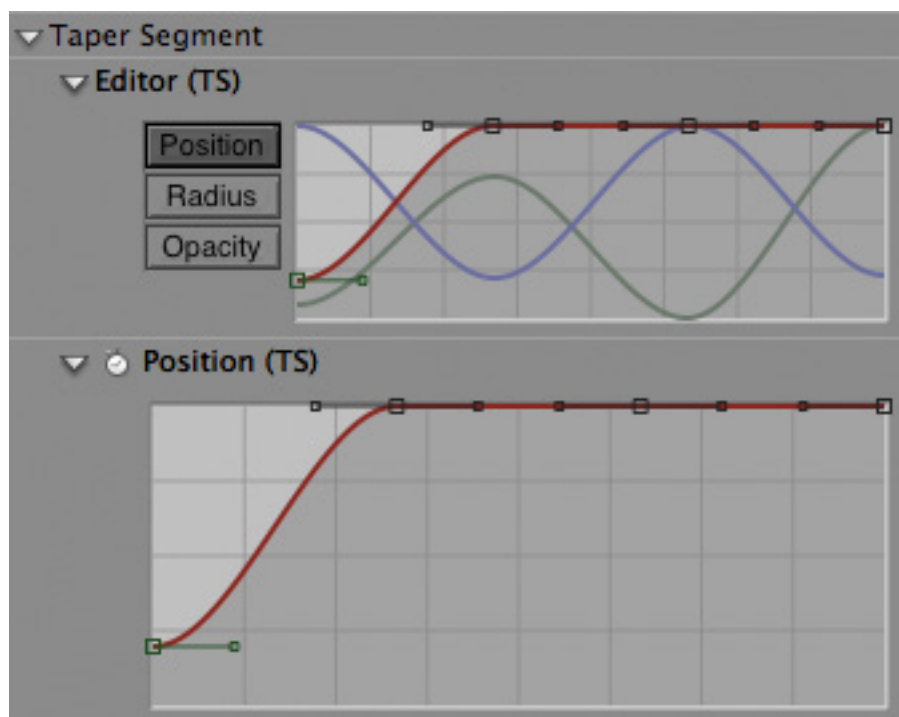 Taper Segment
Editor (TS)
Position
Radius
Opacity
Position (TS)